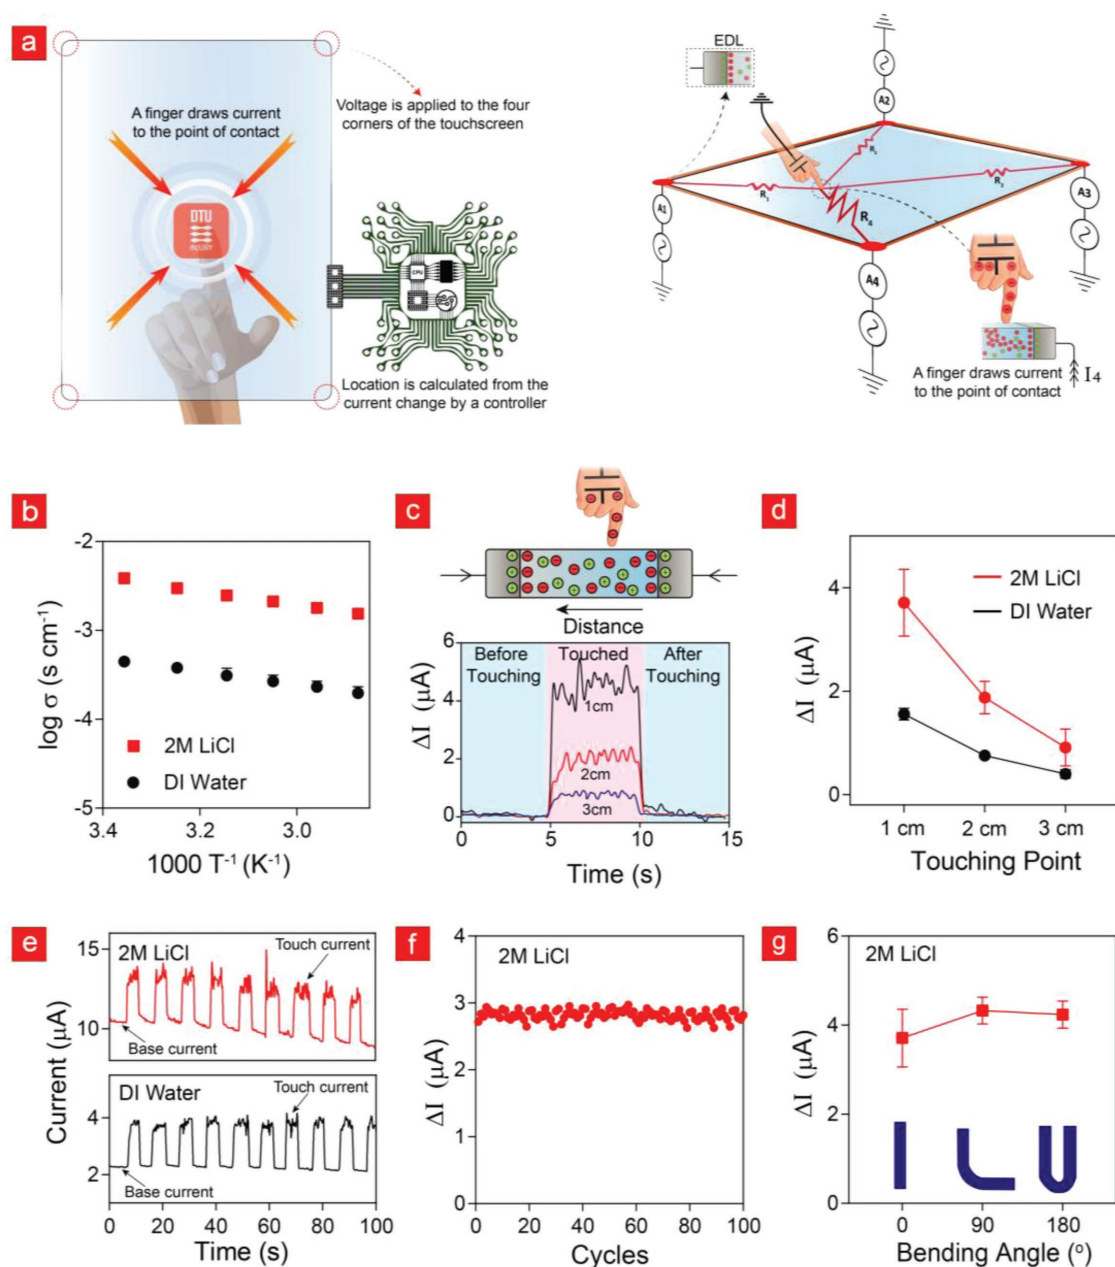 a
A finger draws current
to the point of contact
Voltage is applied to the four
corners of the touchscreen
DTU
INJURY
CPU
Location is calculated from the
current change by a controller
EDL
A1
A2
A3
A4
R4
A finger draws current
to the point of contact
I4
b
log σ (s cm⁻¹)
-2
-3
-4
-5
2M LiCl
DI Water
3.4
3.2
3.0
1000 T⁻¹ (K⁻¹)
c
Distance
ΔI (μA)
6
4
2
0
Before
Touching
Touched
After
Touching
1cm
2cm
3cm
0
5
10
15
Time (s)
d
ΔI (μA)
4
2
0
2M LiCl
DI Water
1 cm
2 cm
3 cm
Touching Point
e
Current (μA)
15
10
2M LiCl
Touch current
Base current
4
2
DI Water
Touch current
Base current
0
20
40
60
80
100
Time (s)
f
ΔI (μA)
4
3
2
1
0
2M LiCl
0
20
40
60
80
100
Cycles
g
ΔI (μA)
6
4
2
0
2M LiCl
0
90
180
Bending Angle (º)